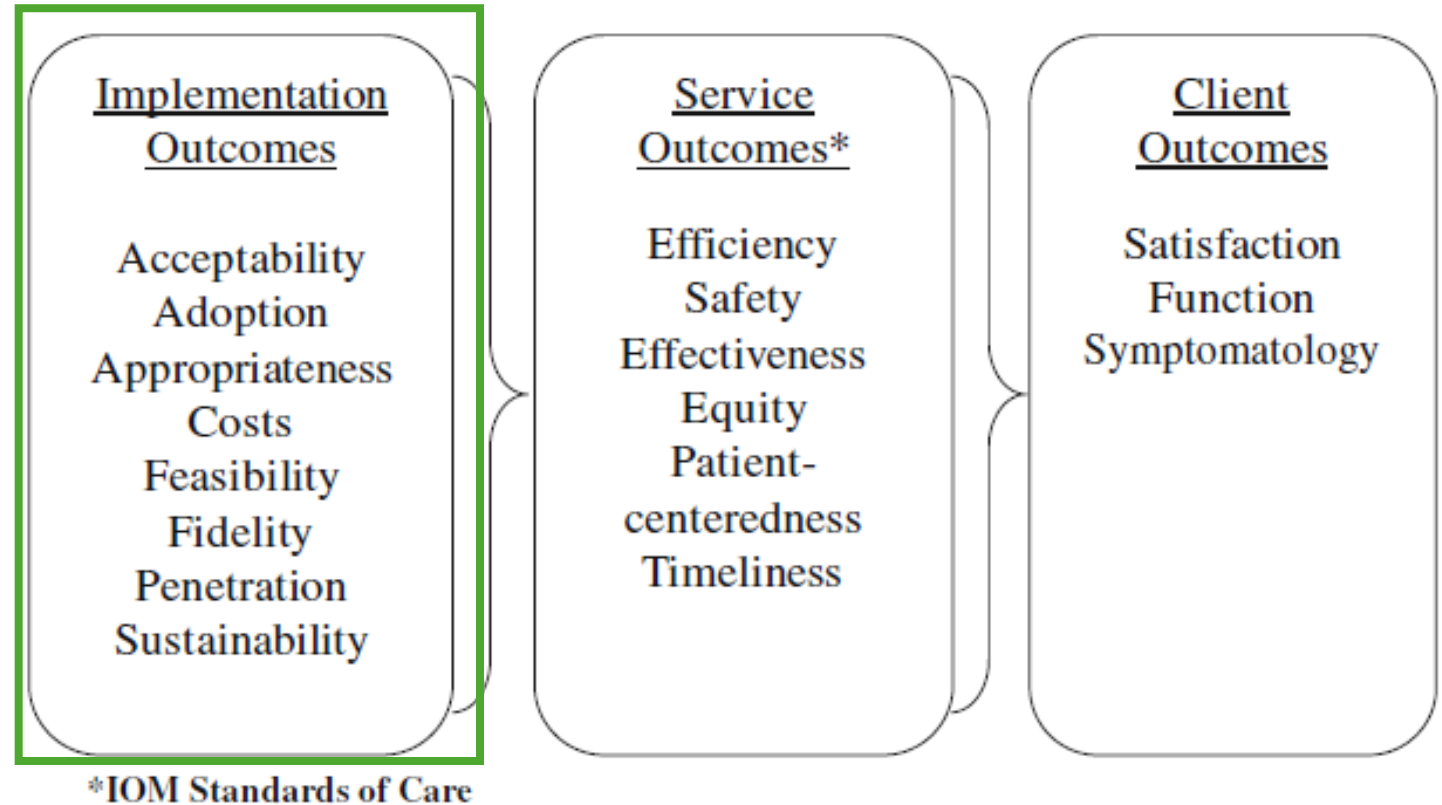 Implementation
Outcomes
Acceptability
Adoption
Appropriateness
Costs
Feasibility
Fidelity
Penetration
Sustainability
Service
Outcomes*
Efficiency
Safety
Effectiveness
Equity
Patient-
centeredness
Timeliness
Client
Outcomes
Satisfaction
Function
Symptomatology
*IOM Standards of Care